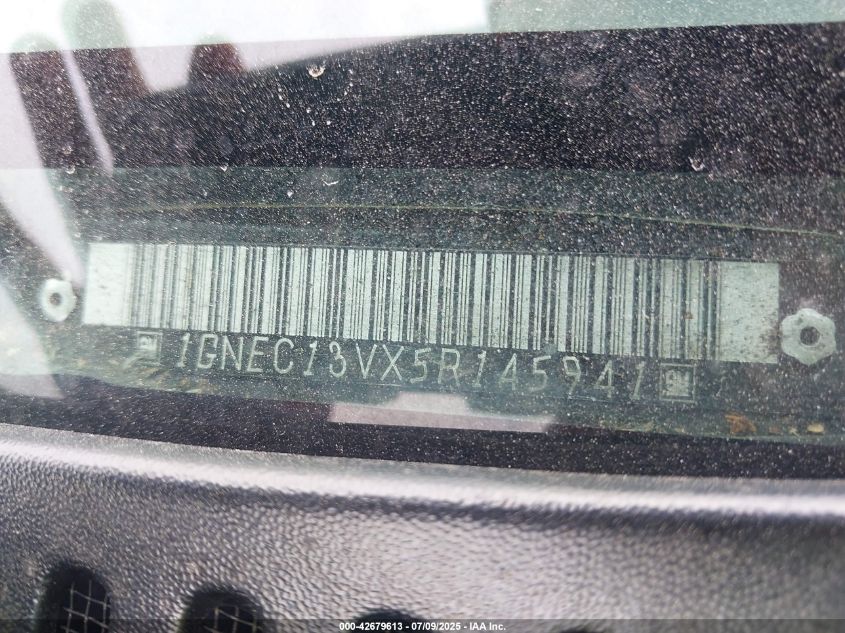 1GNEC13VX5R145941
000-42679613 - 07/09/2025 - IAA Inc.